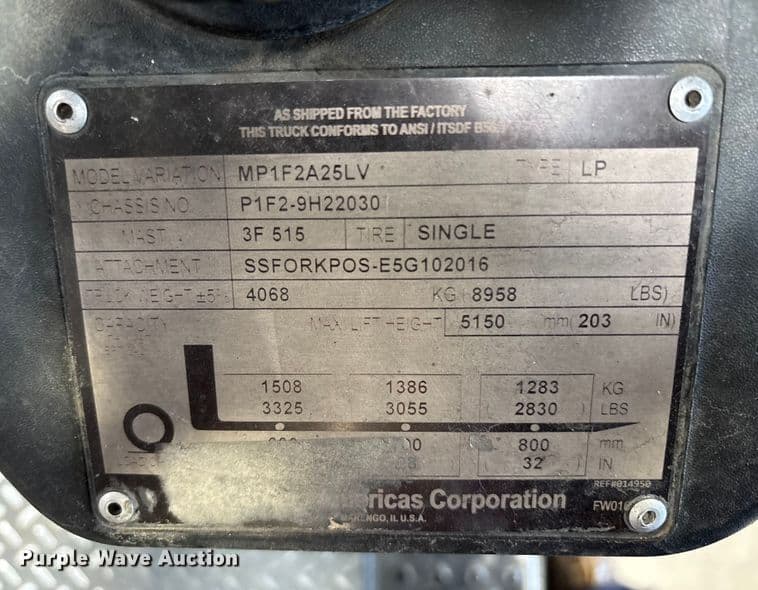 AS SHIPPED FROM THE FACTORY
THIS TRUCK CONFORMS TO ANSI / ITSDF
MODEL VARIATION MP1F2A25LV TYPE LP
CHASSIS NO. P1F2-9H22030
MAST 3F 515 TIRE SINGLE
ATTACHMENT SSFORKPOS-E5G102016
TRUCK WEIGHT ±5% 4068 KG( 8958 LBS)
CAPACITY MAX LIFT HEIGHT 5150 mm( 203 IN)
1508 1386 1283 KG
3325 3055 ( 2830 ) LBS
800 mm
( 32 ) IN
REF#014950
Corporation
MARENGO, IL U.S.A.
Purple Wave Auction